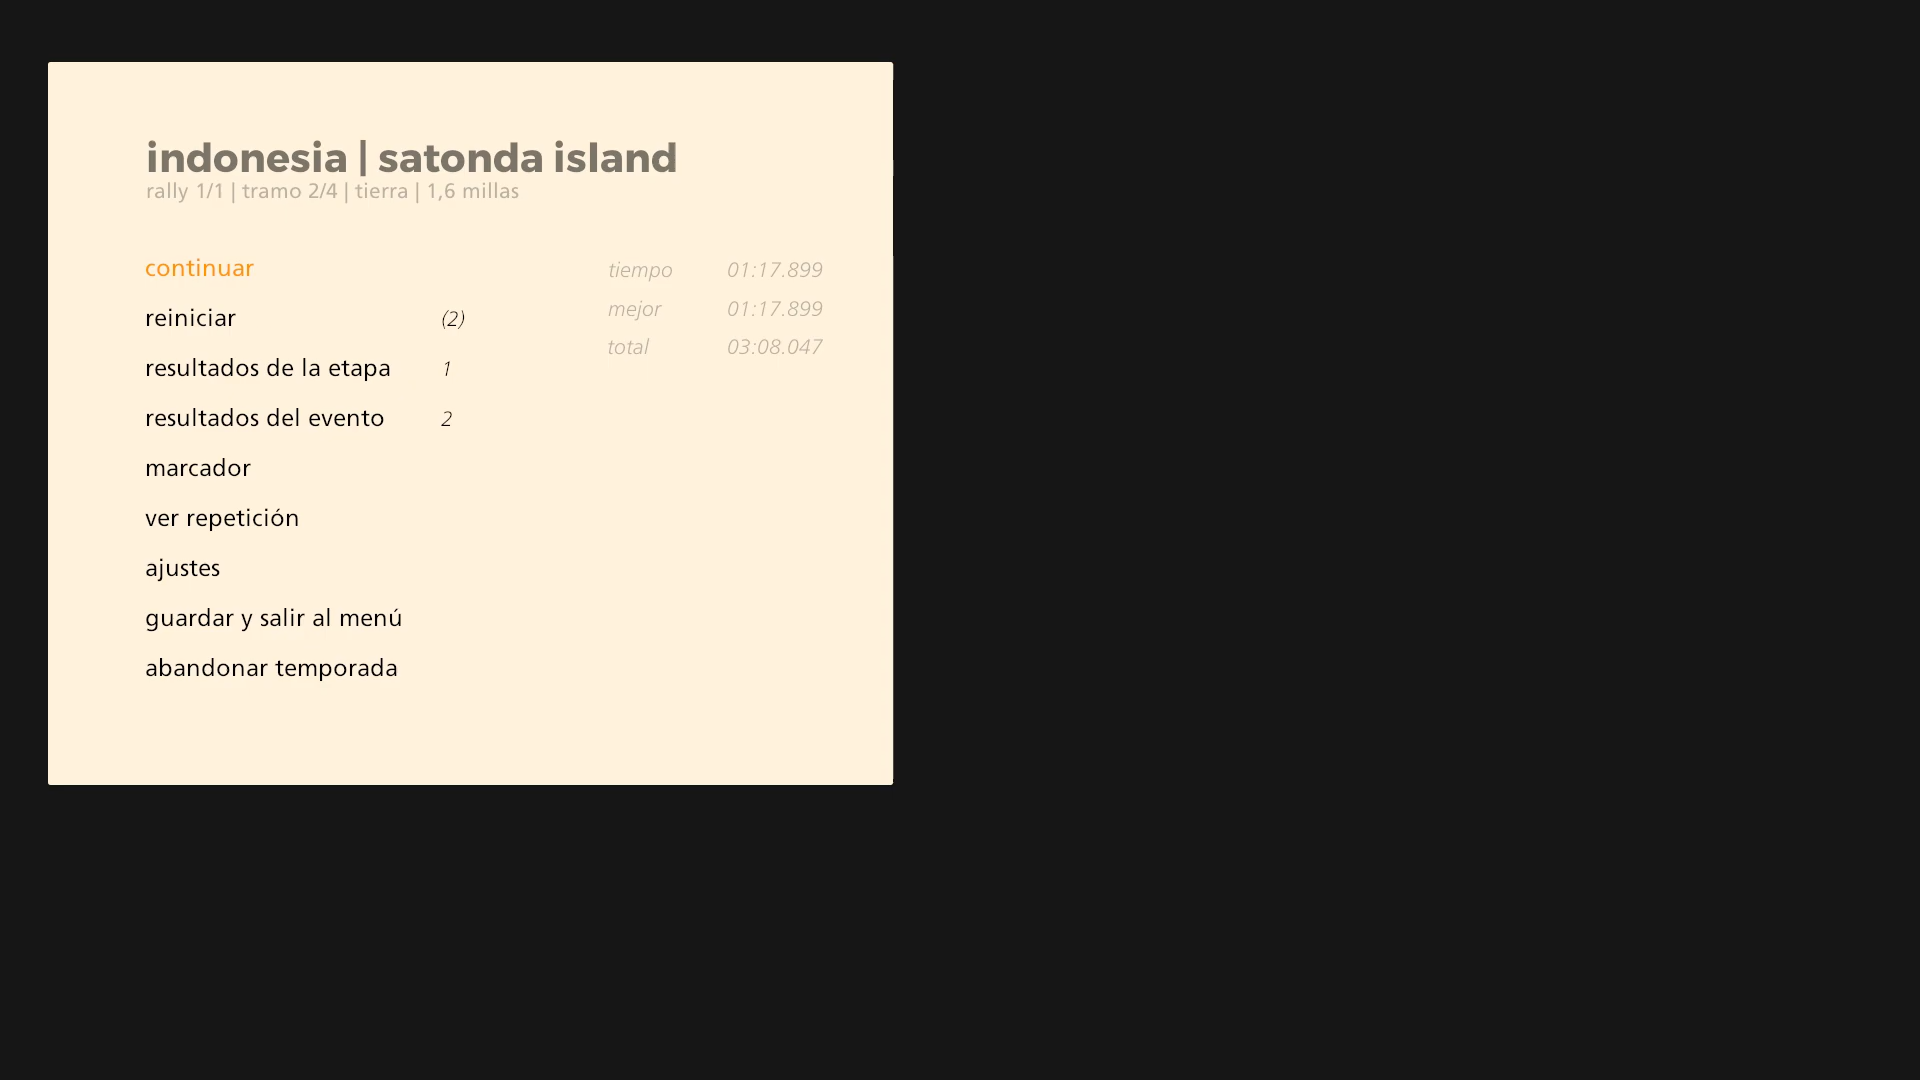 indonesia | satonda island
rally 1/1 | tramo 2/4 | tierra | 1,6 millas
continuar
reiniciar (2)
resultados de la etapa 1
resultados del evento 2
marcador
ver repetición
ajustes
guardar y salir al menú
abandonar temporada
tiempo 01:17.899
mejor 01:17.899
total 03:08.047